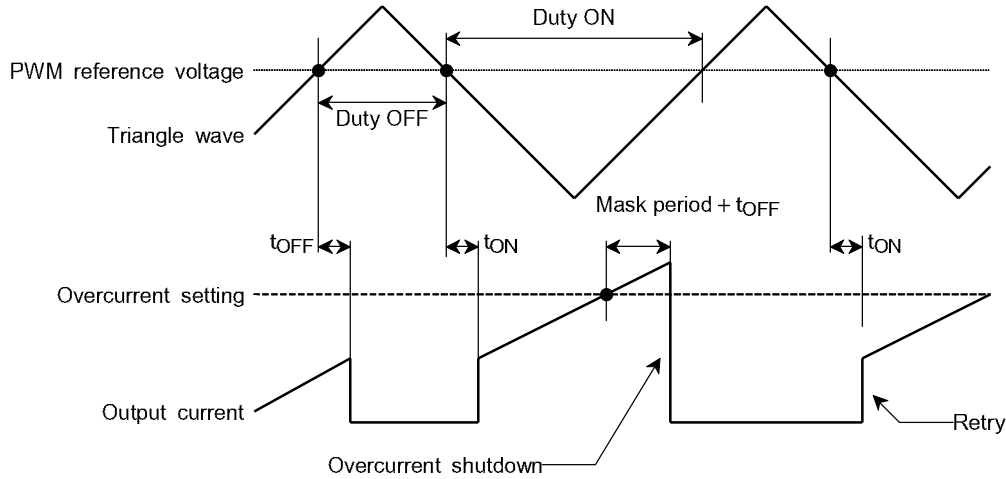 Duty ON
PWM reference voltage
Duty OFF
Triangle wave
Mask period + tOFF
tOFF
tON
tON
Overcurrent setting
Output current
Retry
Overcurrent shutdown